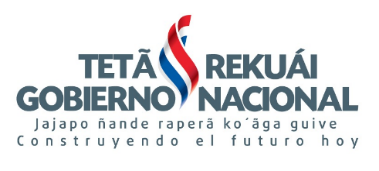 TETÃ REKUÁI
GOBIERNO NACIONAL
Jajapo ñande raperã ko´ãga guive
Construyendo el futuro hoy